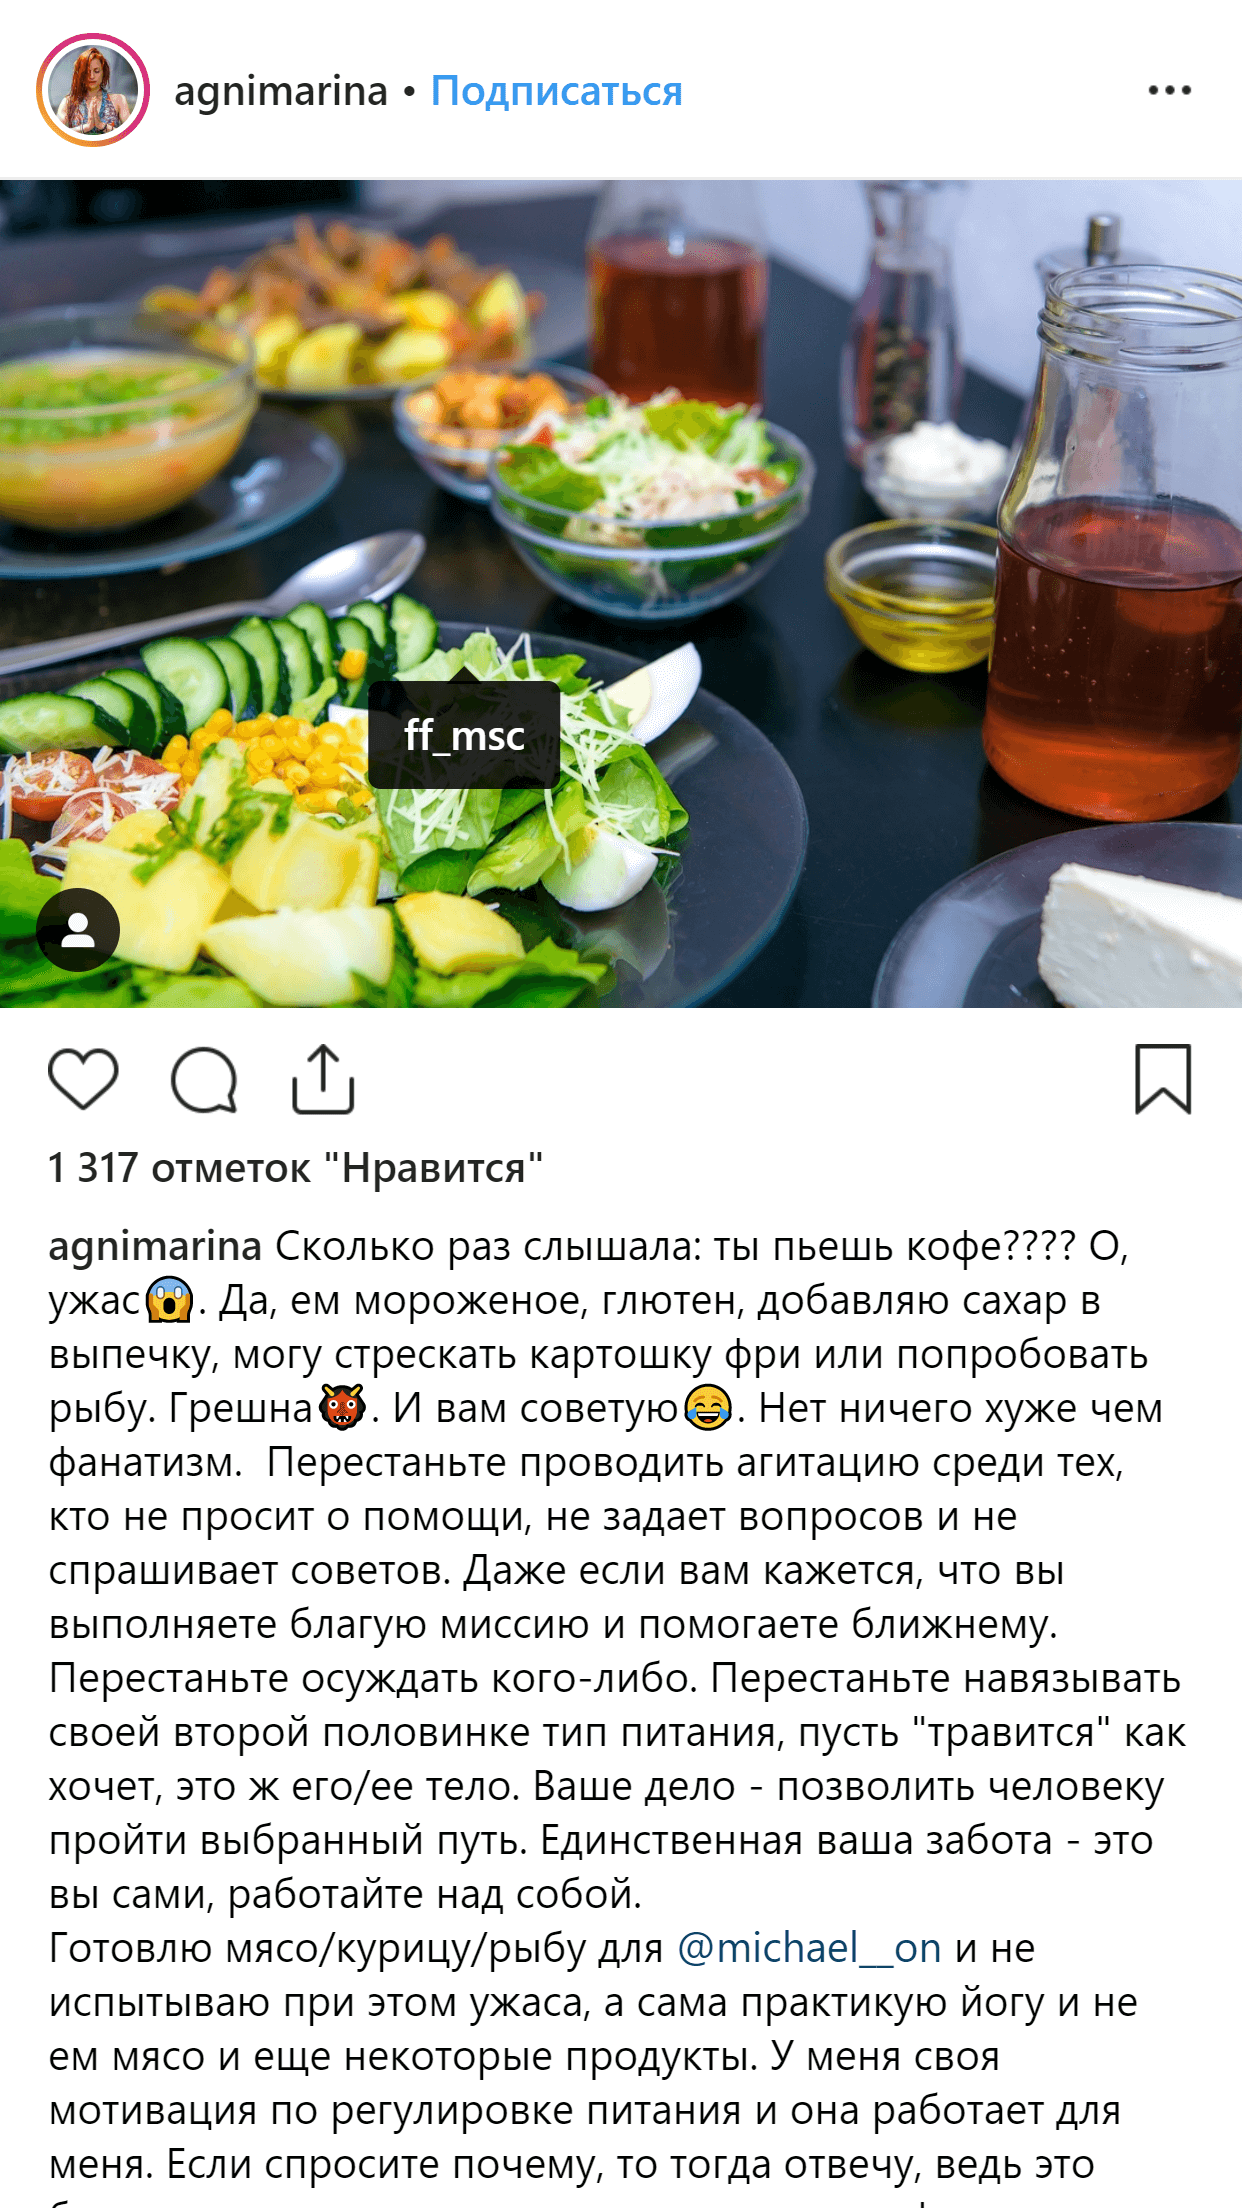 agnimarina • Подписаться
ff_msc
1 317 отметок "Нравится"
agnimarina Сколько раз слышала: ты пьешь кофе???? О,
ужас😱. Да, ем мороженое, глютен, добавляю сахар в
выпечку, могу стрескать картошку фри или попробовать
рыбу. Грешна👹. И вам советую😂. Нет ничего хуже чем
фанатизм.  Перестаньте проводить агитацию среди тех,
кто не просит о помощи, не задает вопросов и не
спрашивает советов. Даже если вам кажется, что вы
выполняете благую миссию и помогаете ближнему.
Перестаньте осуждать кого-либо. Перестаньте навязывать
своей второй половинке тип питания, пусть "травится" как
хочет, это ж его/ее тело. Ваше дело - позволить человеку
пройти выбранный путь. Единственная ваша забота - это
вы сами, работайте над собой.
Готовлю мясо/курицу/рыбу для @michael__on и не
испытываю при этом ужаса, а сама практикую йогу и не
ем мясо и еще некоторые продукты. У меня своя
мотивация по регулировке питания и она работает для
меня. Если спросите почему, то тогда отвечу, ведь это